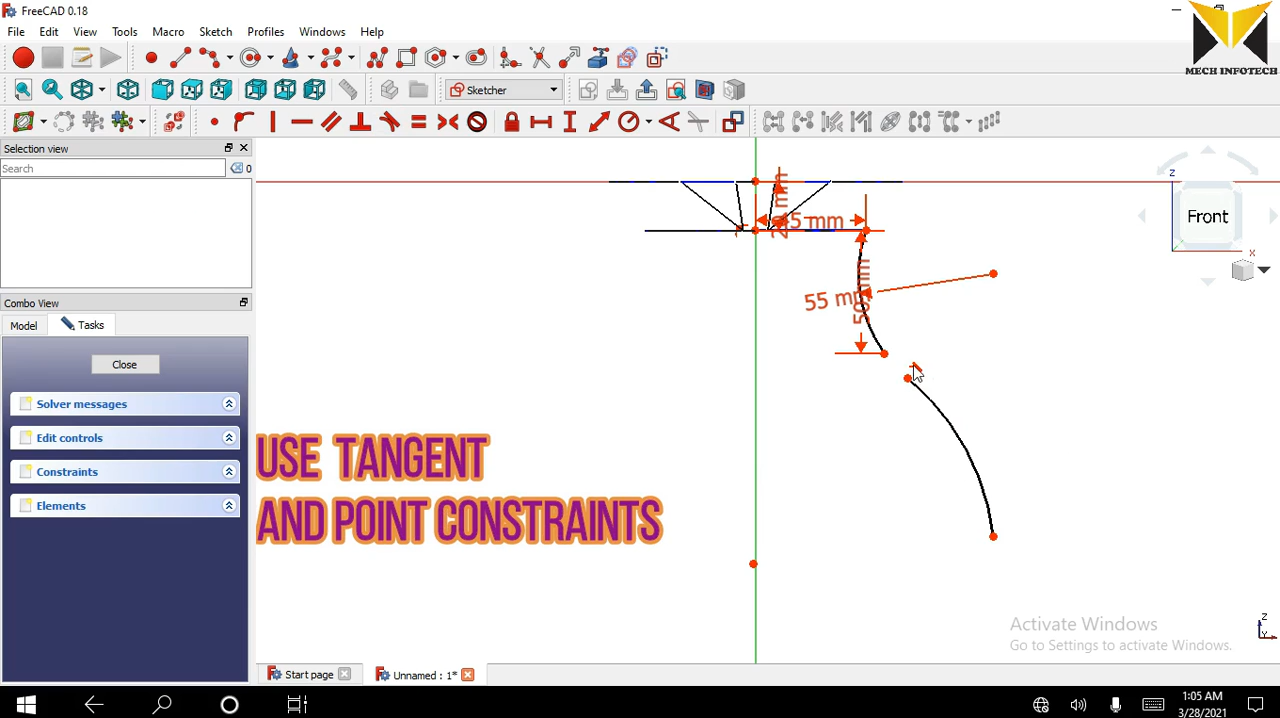 FreeCAD 0.18
File Edit View Tools Macro Sketch Profiles Windows Help
MECH INFOTECH
Sketcher
Selection view
Search
0
Combo View
Model Tasks
Close
Solver messages
Edit controls
Constraints
Elements
mm
5 mm
55 mm
50 mm
Z
Front
X
USE TANGENT
AND POINT CONSTRAINTS
Activate Windows
Go to Settings to activate Windows.
Start page Unnamed : 1*
1:05 AM
3/28/2021